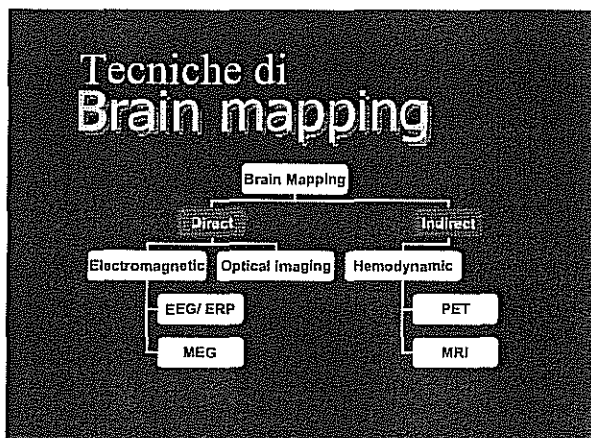 Tecniche di
Brain mapping
Brain Mapping
Direct
Indirect
Electromagnetic
Optical imaging
Hemodynamic
EEG/ ERP
PET
MEG
MRI